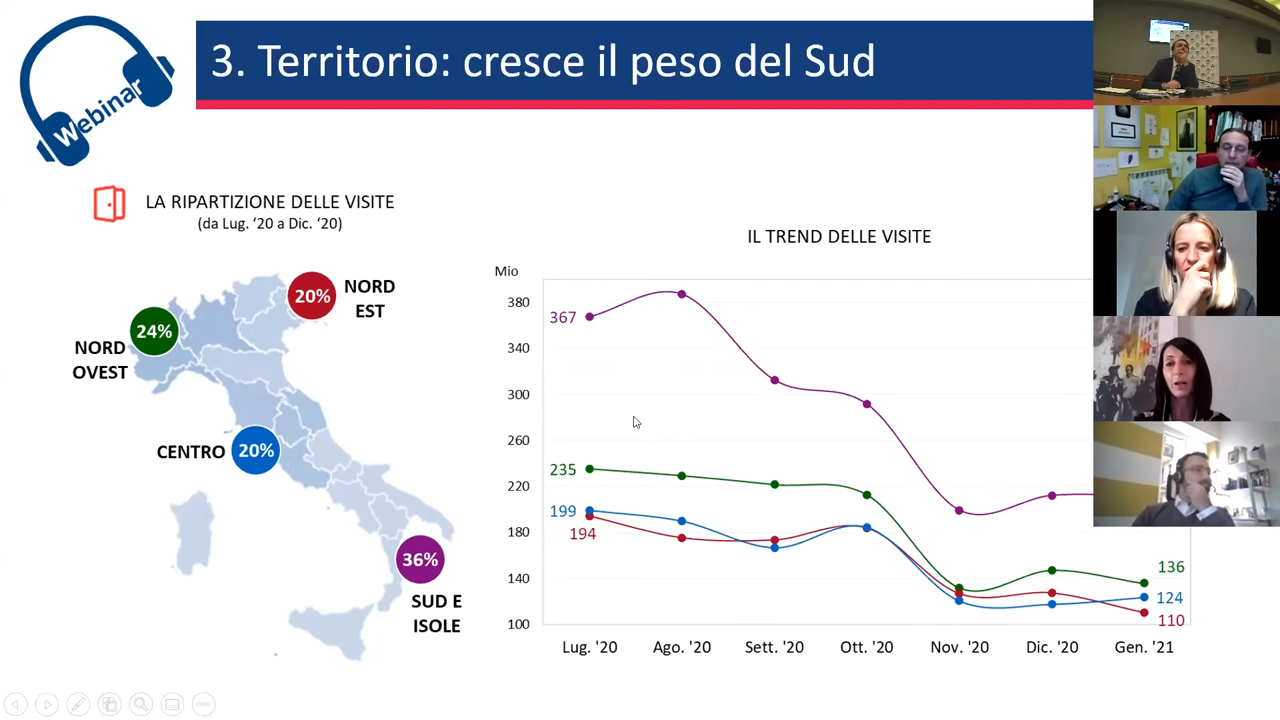 Webinar
3. Territorio: cresce il peso del Sud
LA RIPARTIZIONE DELLE VISITE
(da Lug. ‘20 a Dic. ‘20)
20%
NORD
EST
24%
NORD
OVEST
CENTRO
20%
36%
SUD E
ISOLE
IL TREND DELLE VISITE
Mio
380
340
300
260
220
180
140
100
367
235
199
194
136
124
110
Lug. '20
Ago. '20
Sett. '20
Ott. '20
Nov. '20
Dic. '20
Gen. '21